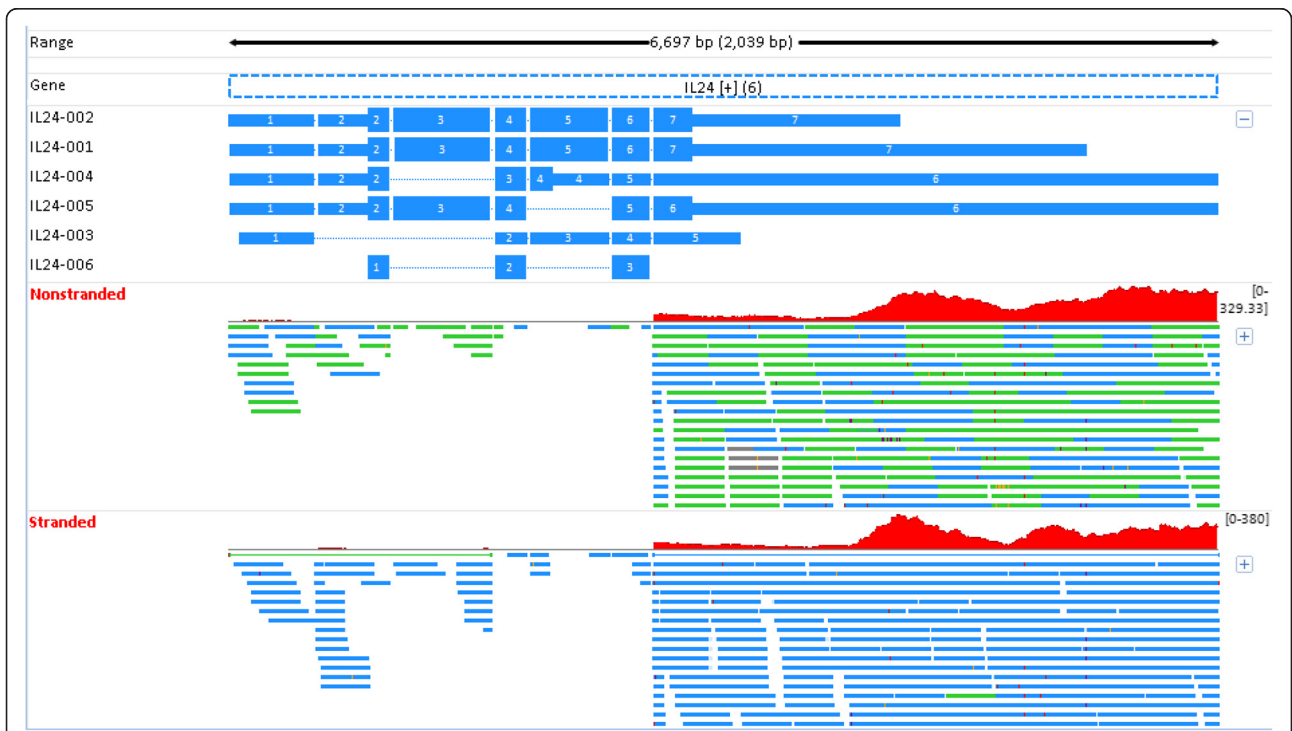 Range
6,697 bp (2,039 bp)
Gene
IL24 [+] (6)
IL24-002
1 2 2 3 4 5 6 7 7
IL24-001
1 2 2 3 4 5 6 7 7
IL24-004
1 2 2 3 4 4 5 6
IL24-005
1 2 2 3 4 5 6 6
IL24-003
1 2 3 4 5
IL24-006
1 2 3
Nonstranded
[0-
329.33]
Stranded
[0-380]